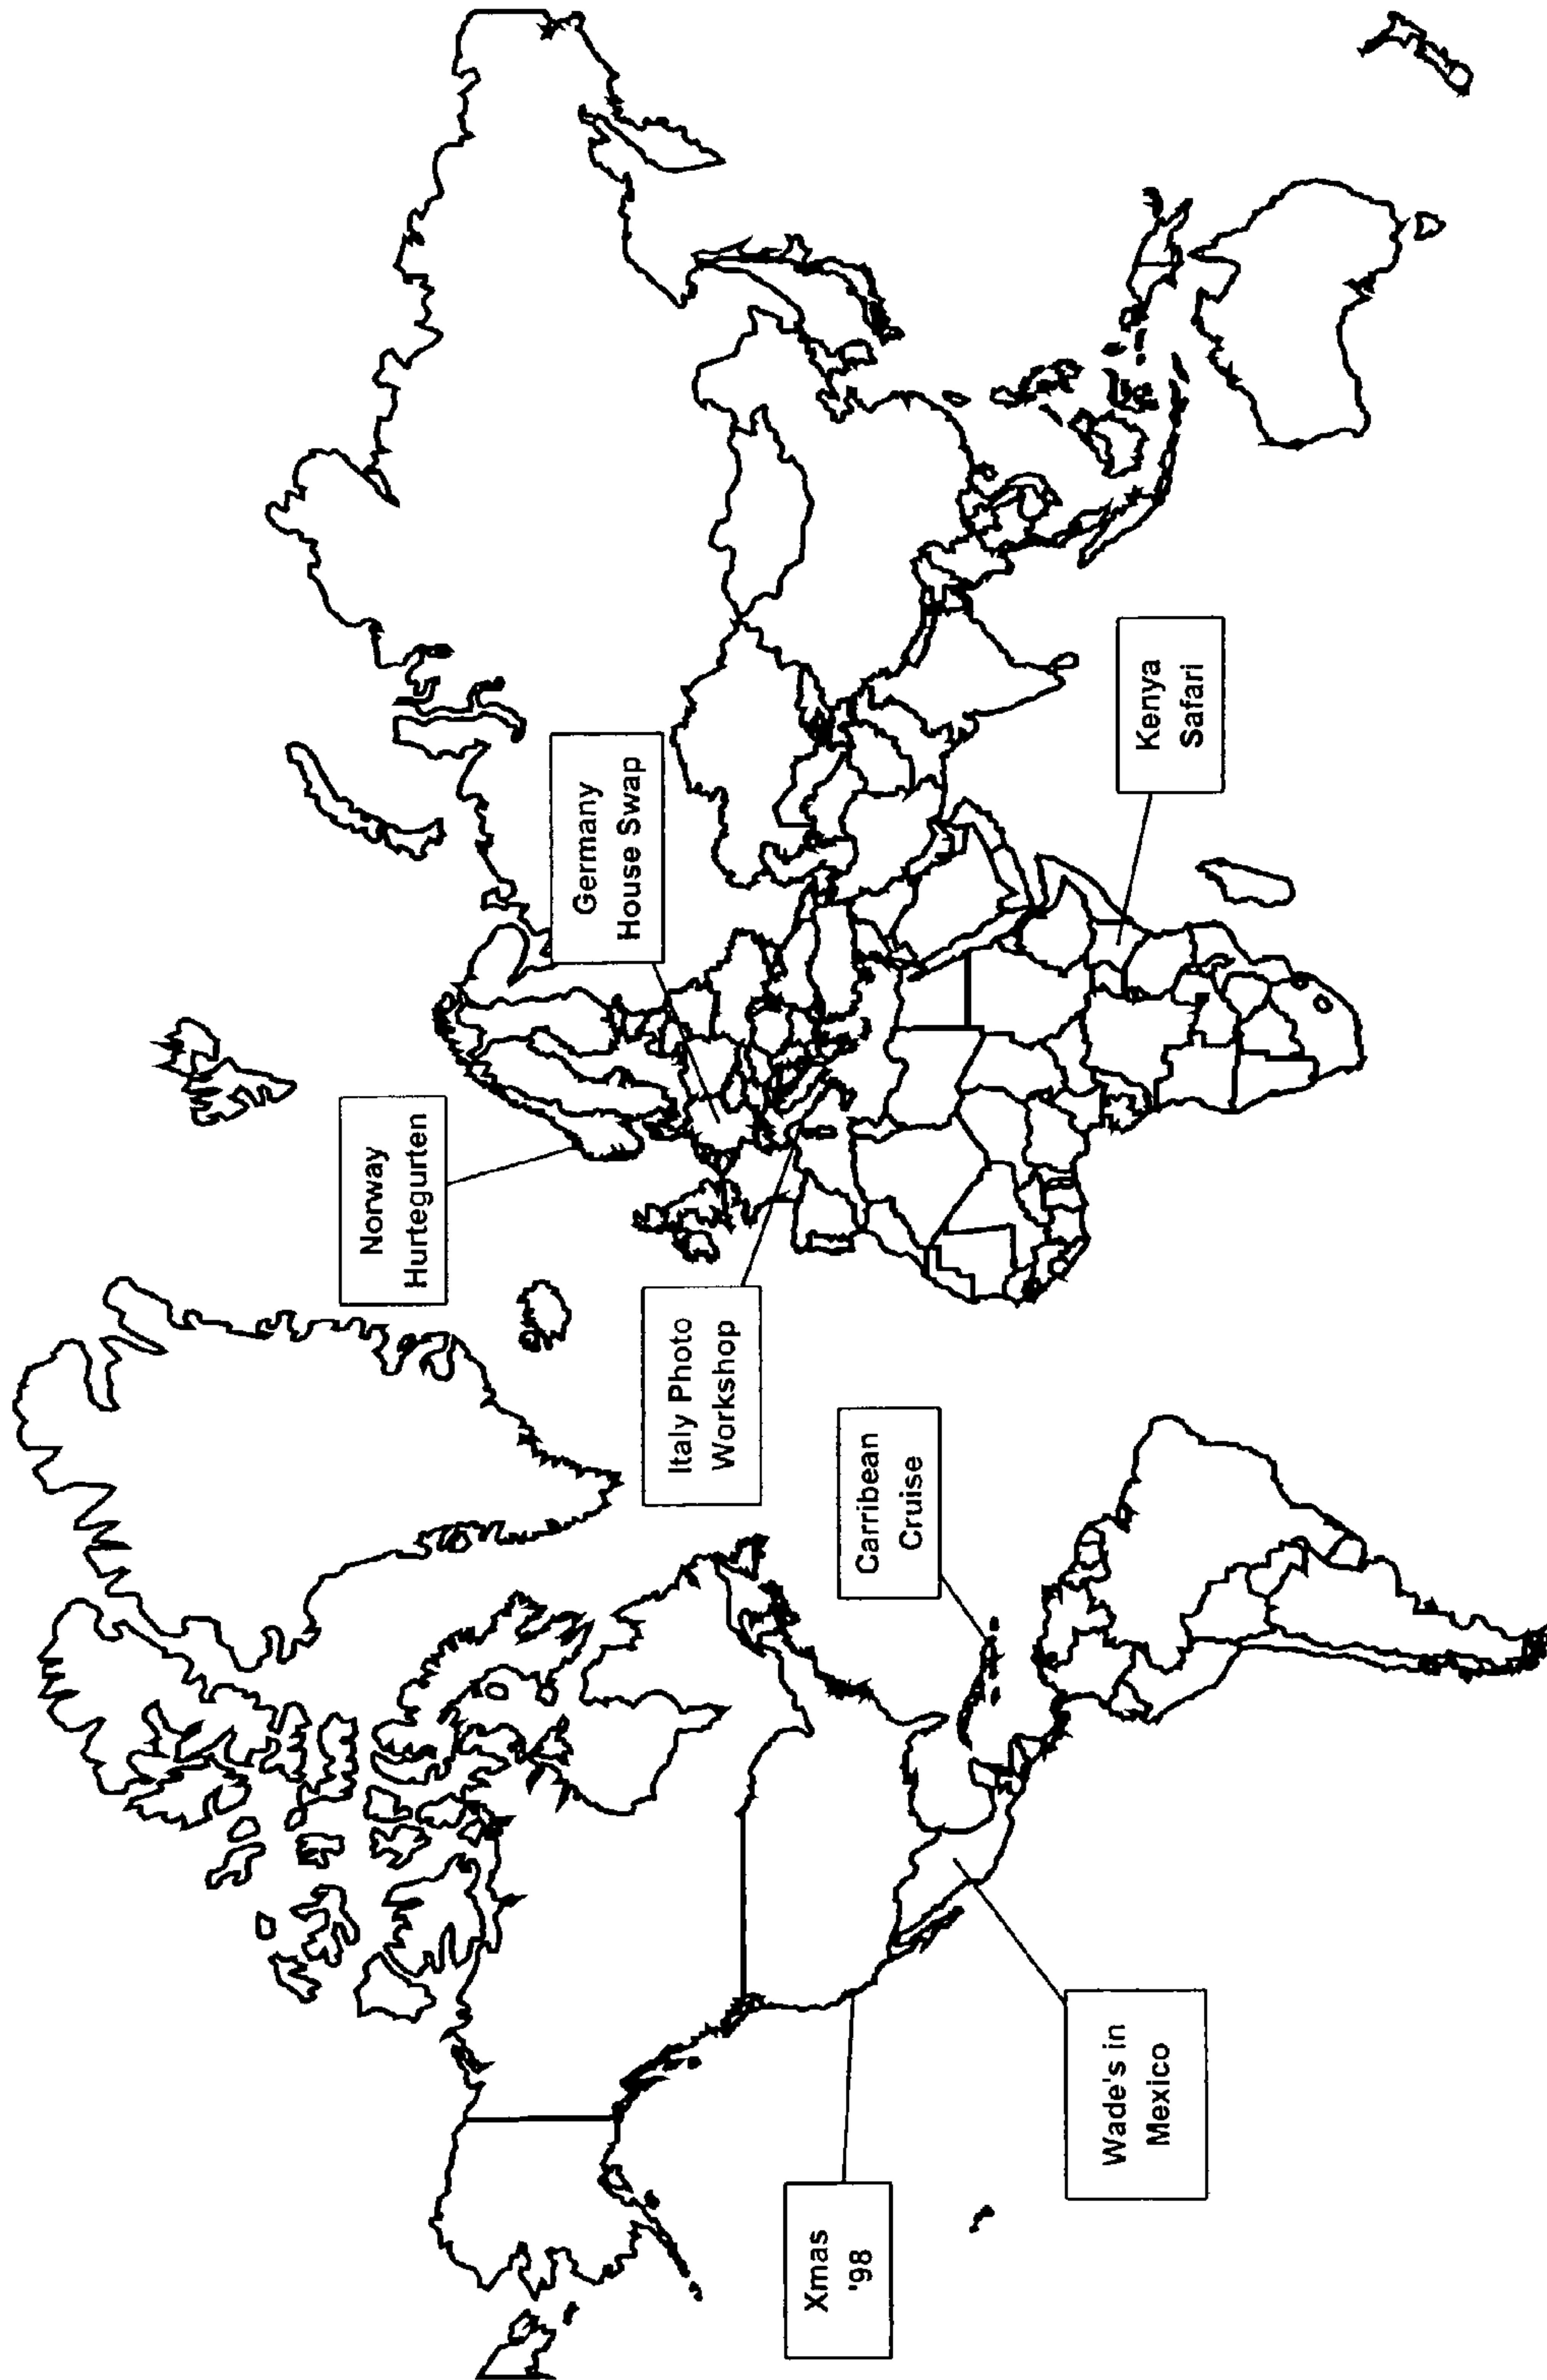 Norway
Hurtegurten
Germany
House Swap
Italy Photo
Workshop
Carribean
Cruise
Xmas
'98
Wade's in
Mexico
Kenya
Safari